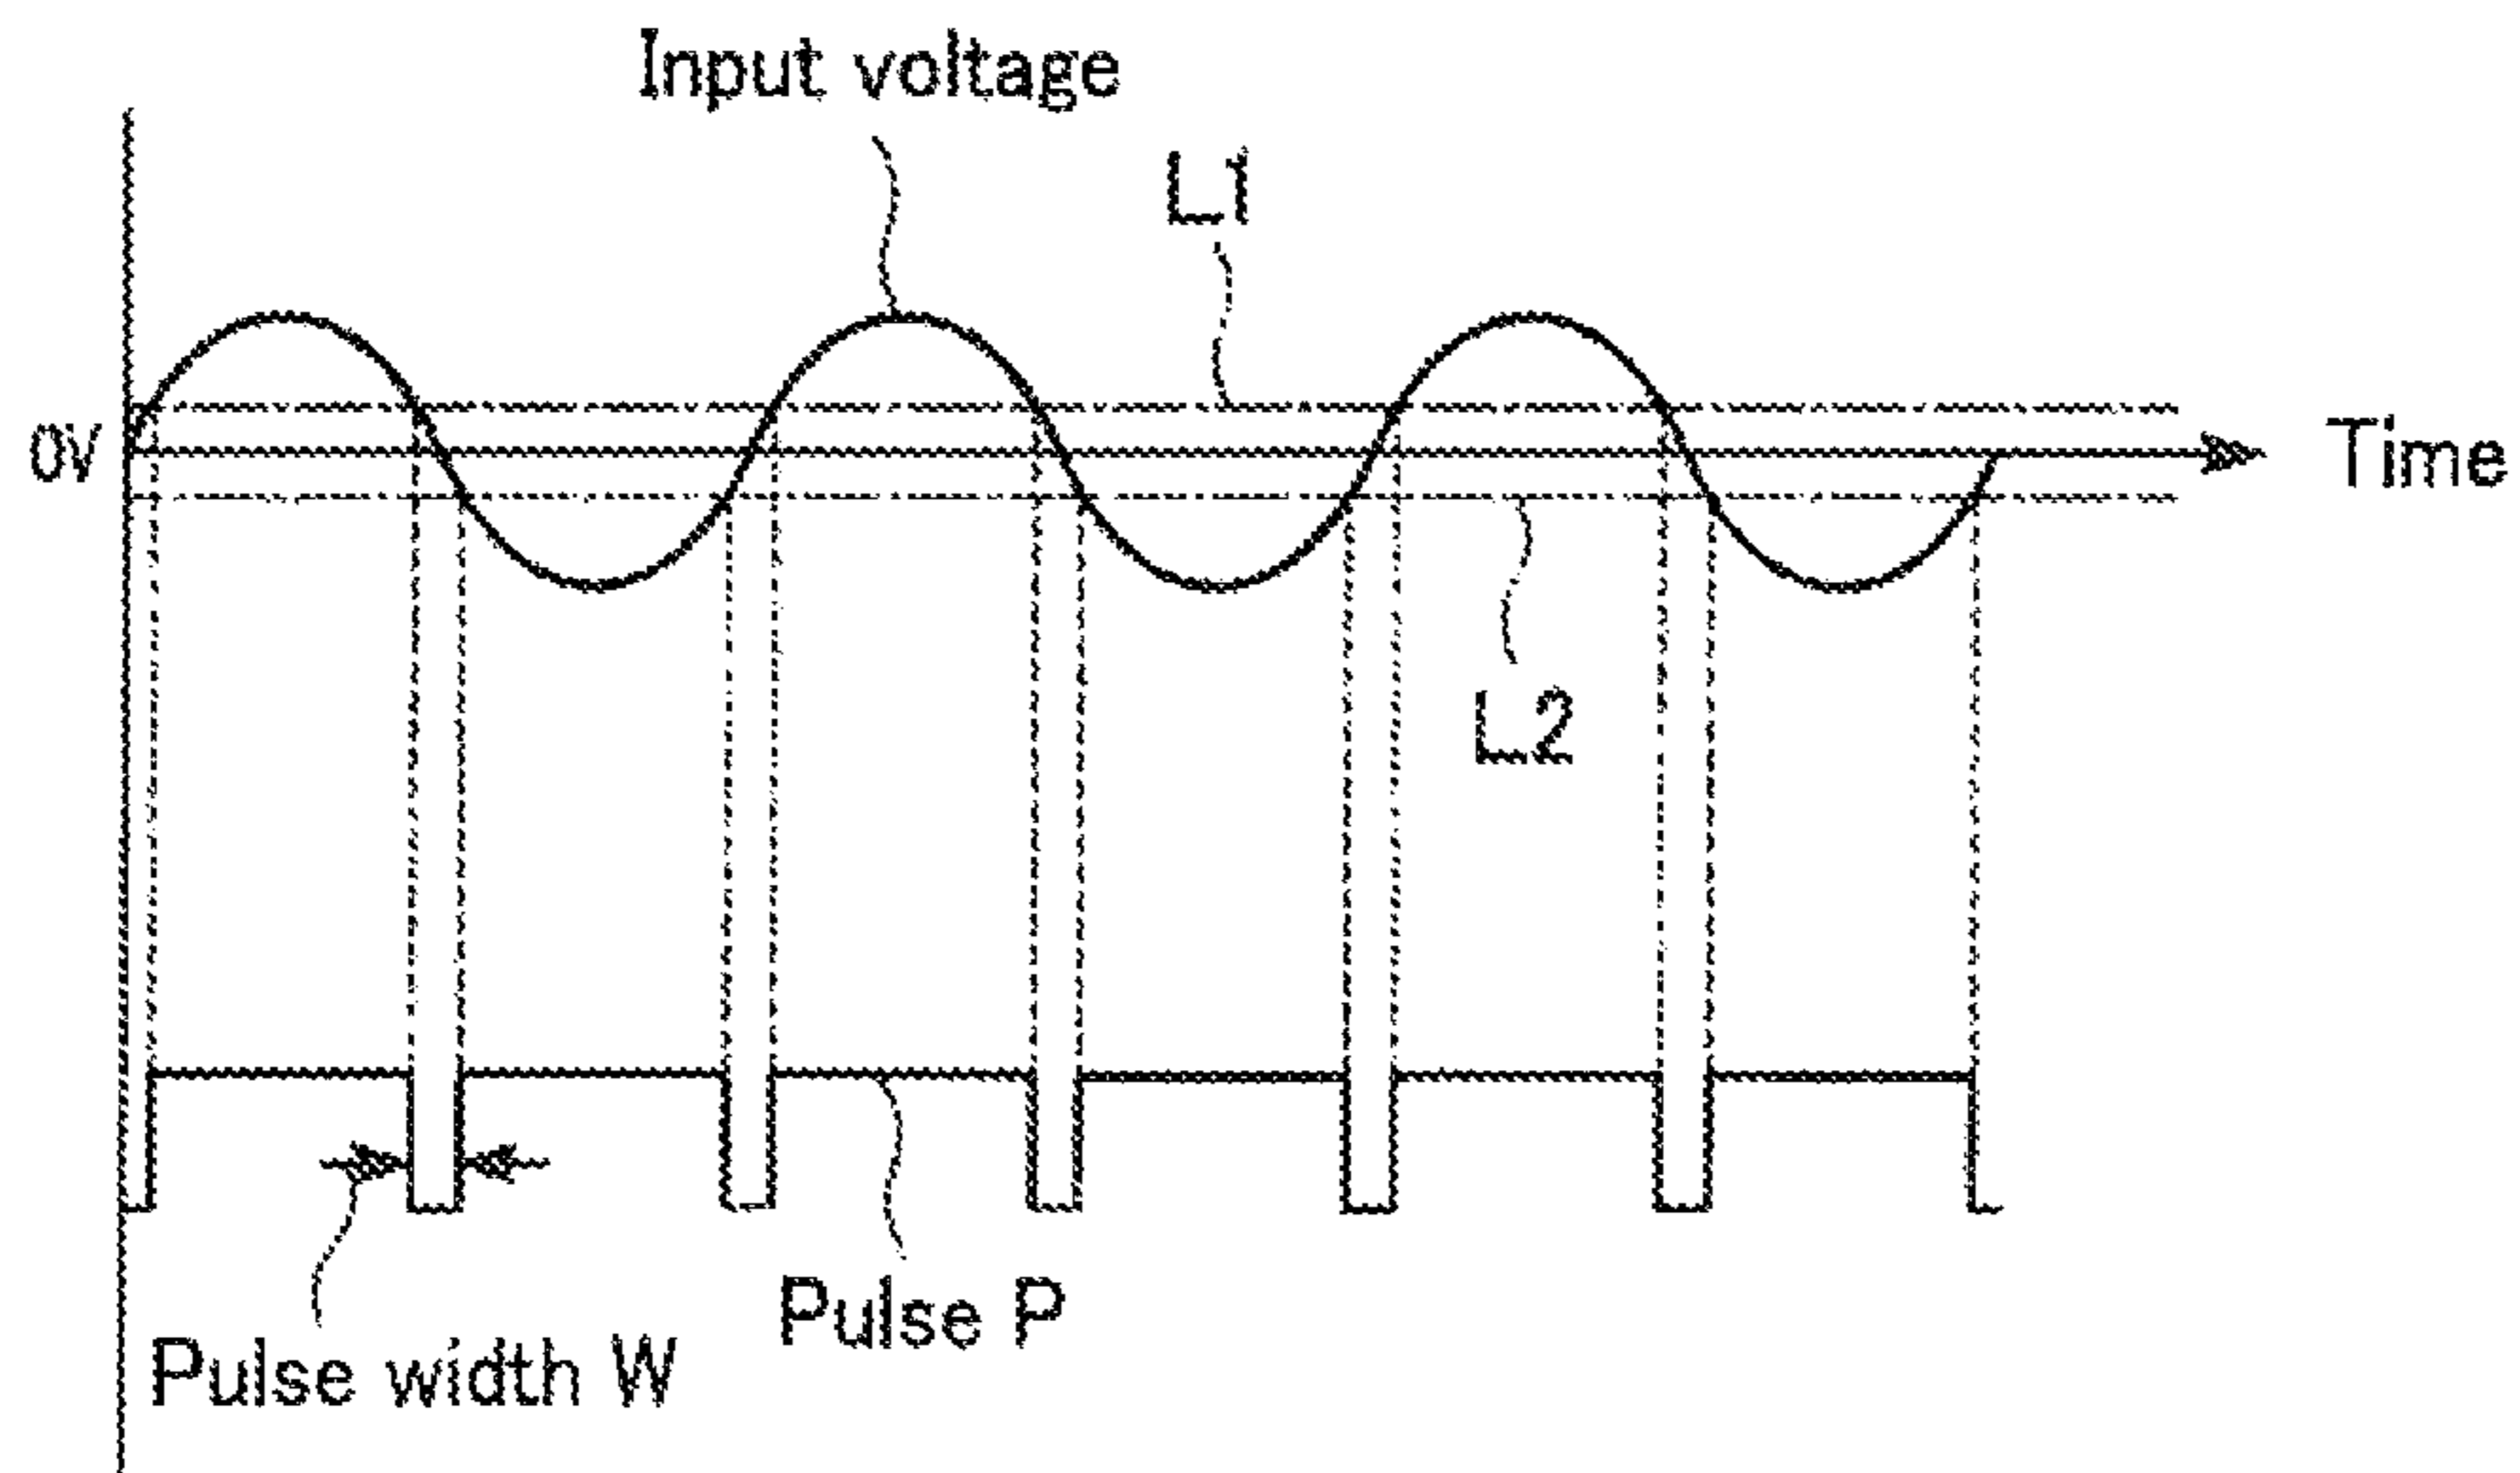 Input voltage
L1
0V
Time
L2
Pulse P
Pulse width W